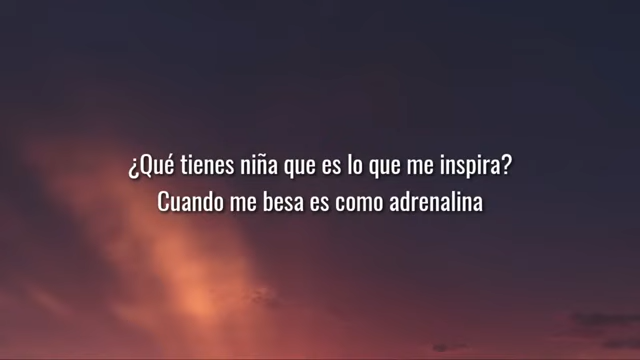 ¿Qué tienes niña que es lo que me inspira?
Cuando me besa es como adrenalina